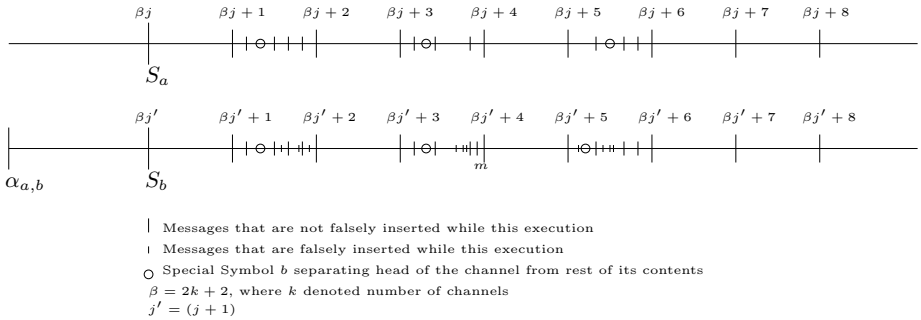 βj βj + 1 βj + 2 βj + 3 βj + 4 βj + 5 βj + 6 βj + 7 βj + 8
S_a
βj′ βj′ + 1 βj′ + 2 βj′ + 3 βj′ + 4 βj′ + 5 βj′ + 6 βj′ + 7 βj′ + 8
m
α_{a,b} S_b
Messages that are not falsely inserted while this execution
Messages that are falsely inserted while this execution
Special Symbol b separating head of the channel from rest of its contents
β = 2k + 2, where k denoted number of channels
j′ = (j + 1)